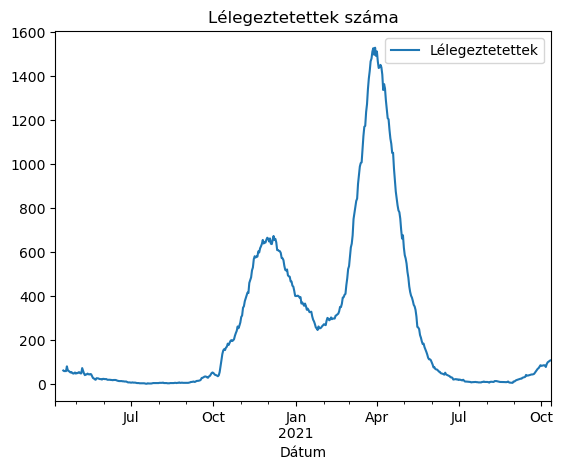 Lélegeztetettek száma
Lélegeztetettek
1600
1400
1200
1000
800
600
400
200
0
Jul
Oct
Jan
2021
Apr
Jul
Oct
Dátum